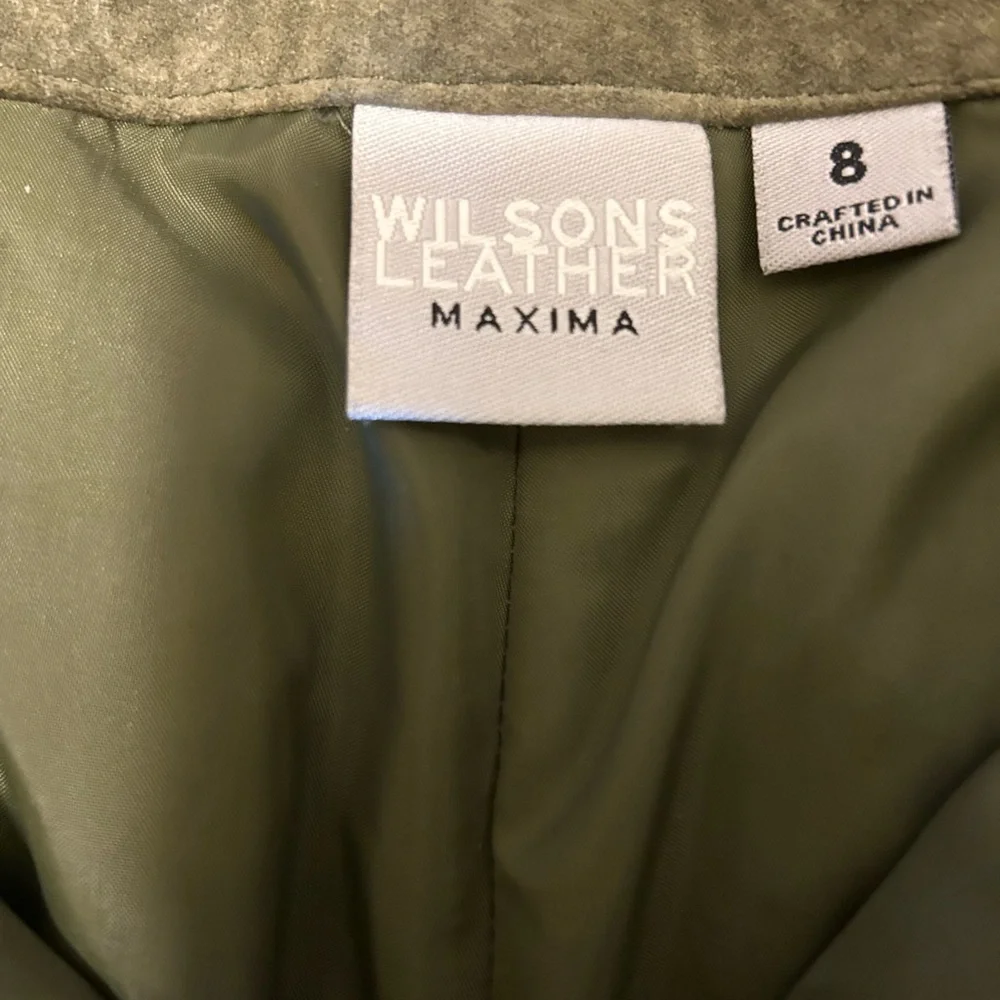 WILSONS
LEATHER
MAXIMA
8
CRAFTED IN
CHINA